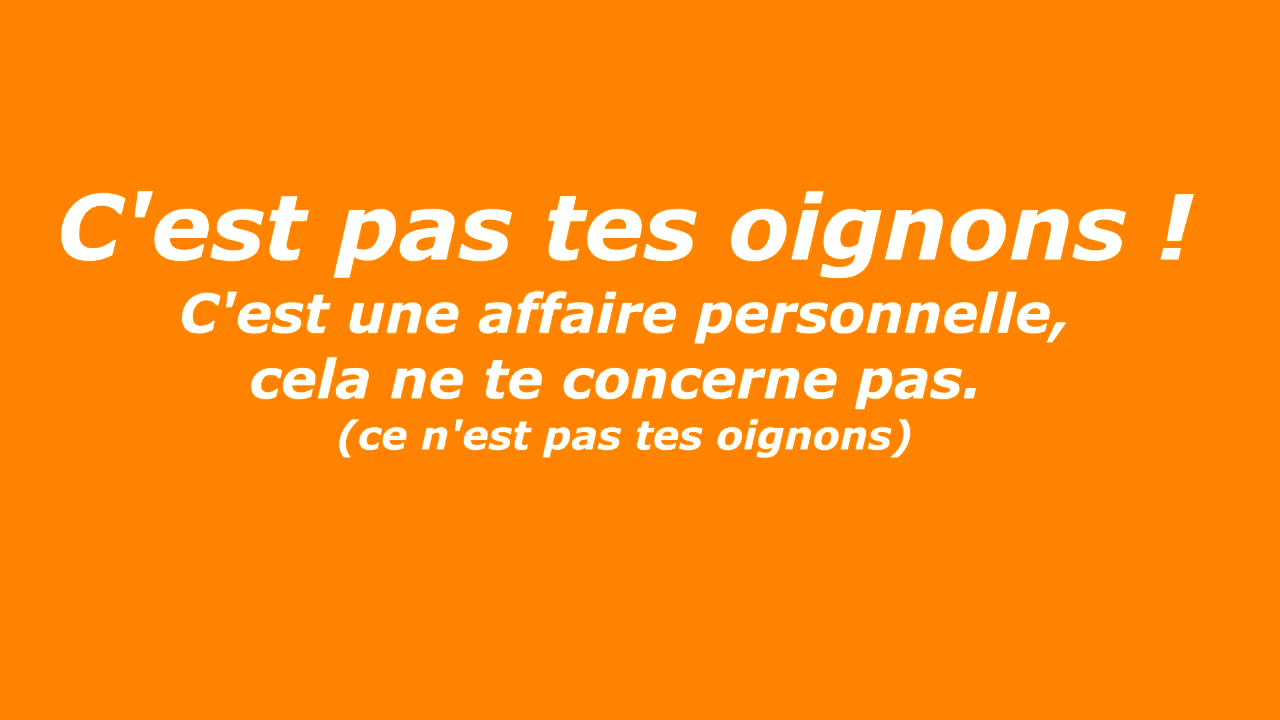 C'est pas tes oignons !
C'est une affaire personnelle,
cela ne te concerne pas.
(ce n'est pas tes oignons)